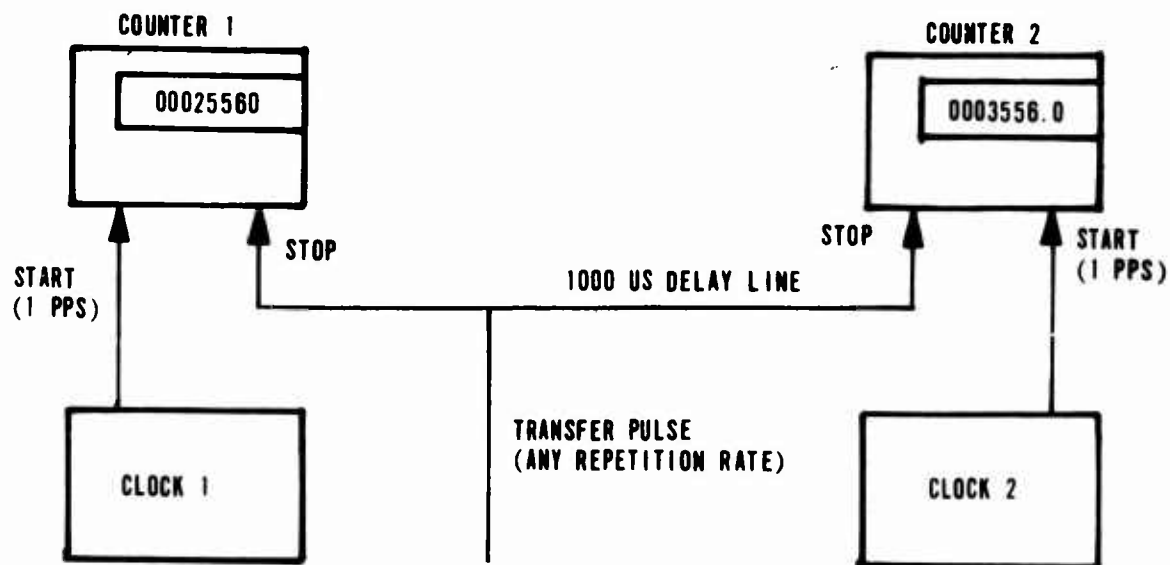 COUNTER 1
00025560
START
(1 PPS)
STOP
CLOCK 1
1000 US DELAY LINE
TRANSFER PULSE
(ANY REPETITION RATE)
COUNTER 2
0003556.0
STOP
START
(1 PPS)
CLOCK 2